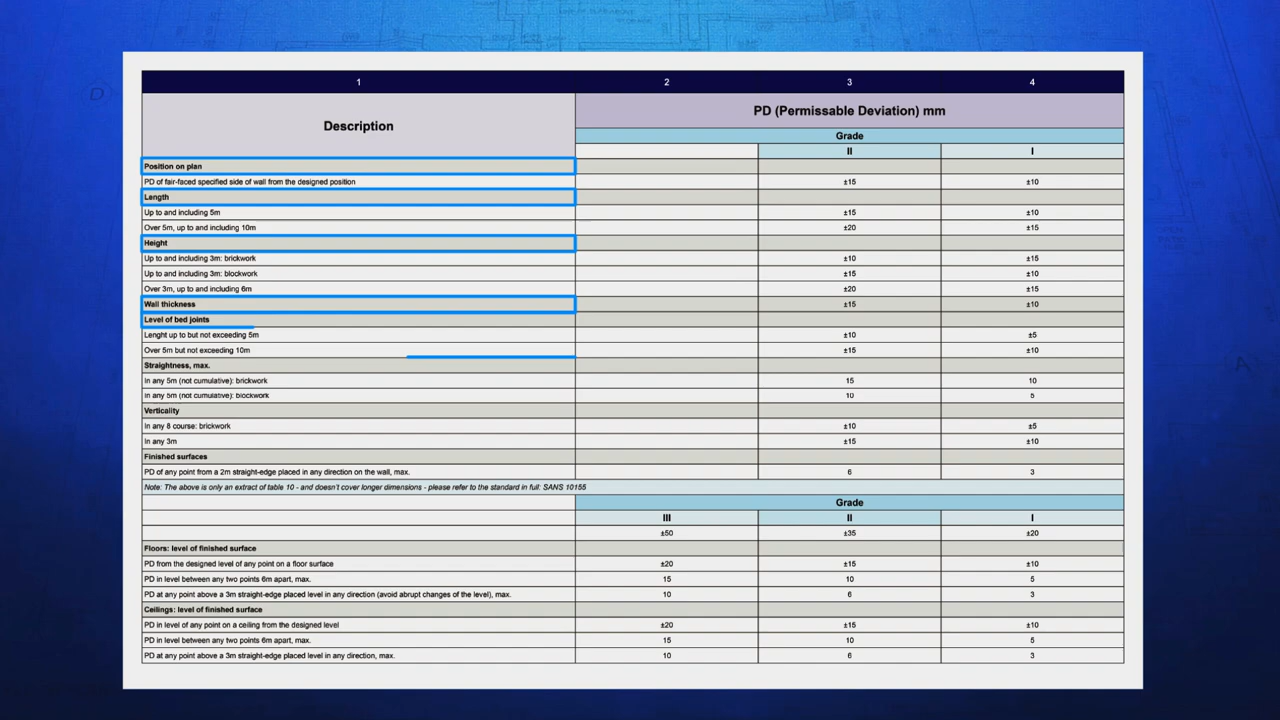 1 2 3 4
Description
PD (Permissable Deviation) mm
Grade
II I
Position on plan
PD of fair-faced specified side of wall from the designed position ±15 ±10
Length
Up to and including 5m ±15 ±10
Over 5m, up to and including 10m ±20 ±15
Height
Up to and including 3m: brickwork ±10 ±15
Up to and including 3m: blockwork ±15 ±10
Over 3m, up to and including 6m ±20 ±15
Wall thickness ±15 ±10
Level of bed joints
Lenght up to but not exceeding 5m ±10 ±5
Over 5m but not exceeding 10m ±15 ±10
Straightness, max.
In any 5m (not cumulative): brickwork 15 10
In any 5m (not cumulative): blockwork 10 5
Verticality
In any 8 course: brickwork ±10 ±5
In any 3m ±15 ±10
Finished surfaces
PD of any point from a 2m straight-edge placed in any direction on the wall, max. 6 3
Note: The above is only an extract of table 10 - and doesn't cover longer dimensions - please refer to the standard in full: SANS 10155
Grade
III II I
±50 ±35 ±20
Floors: level of finished surface
PD from the designed level of any point on a floor surface ±20 ±15 ±10
PD in level between any two points 6m apart, max. 15 10 5
PD at any point above a 3m straight-edge placed level in any direction (avoid abrupt changes of the level), max. 10 6 3
Ceilings: level of finished surface
PD in level of any point on a ceiling from the designed level ±20 ±15 ±10
PD in level between any two points 6m apart, max. 15 10 5
PD at any point above a 3m straight-edge placed level in any direction, max. 10 6 3